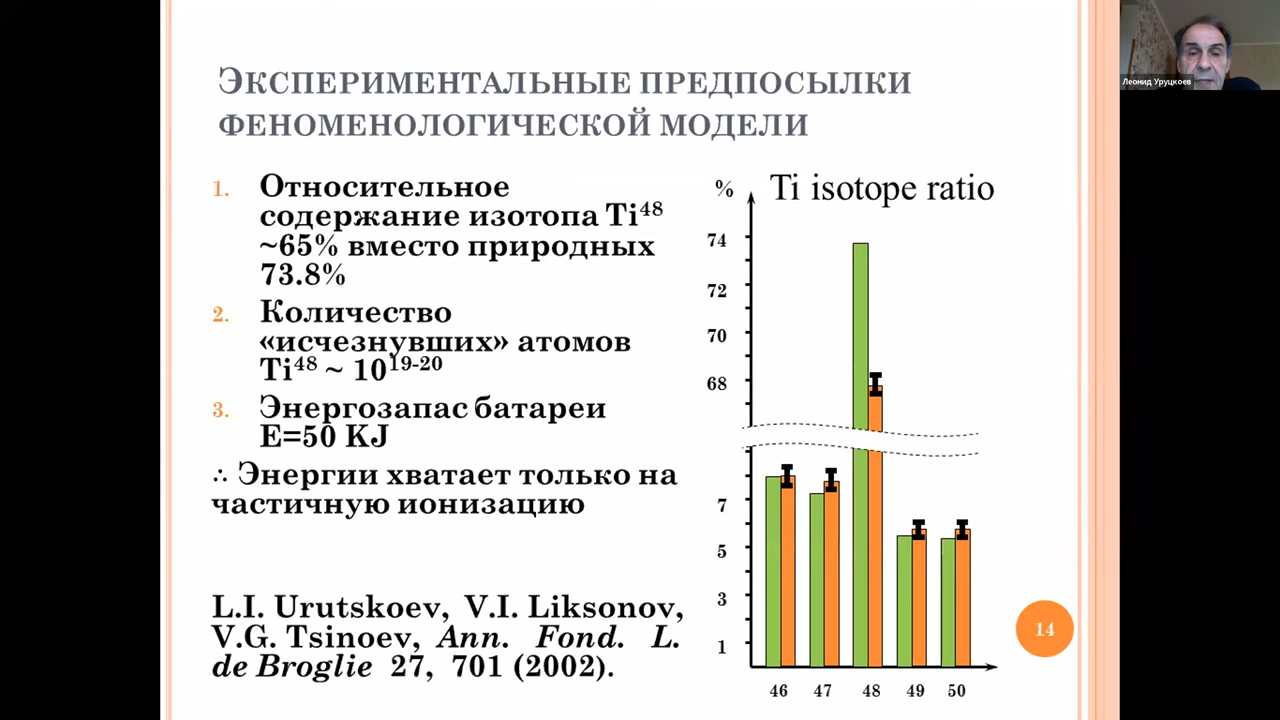 Экспериментальные предпосылки
феноменологической модели
1. Относительное
содержание изотопа Ti⁴⁸
~65% вместо природных
73.8%
2. Количество
«исчезнувших» атомов
Ti⁴⁸ ~ 10¹⁹⁻²⁰
3. Энергозапас батареи
E=50 KJ
∴ Энергии хватает только на
частичную ионизацию
L.I. Urutskoev, V.I. Liksonov,
V.G. Tsinoev, Ann. Fond. L.
de Broglie 27, 701 (2002).
% Ti isotope ratio
74
72
70
68
7
5
3
1
46 47 48 49 50
14
Леонид Уруцкоев